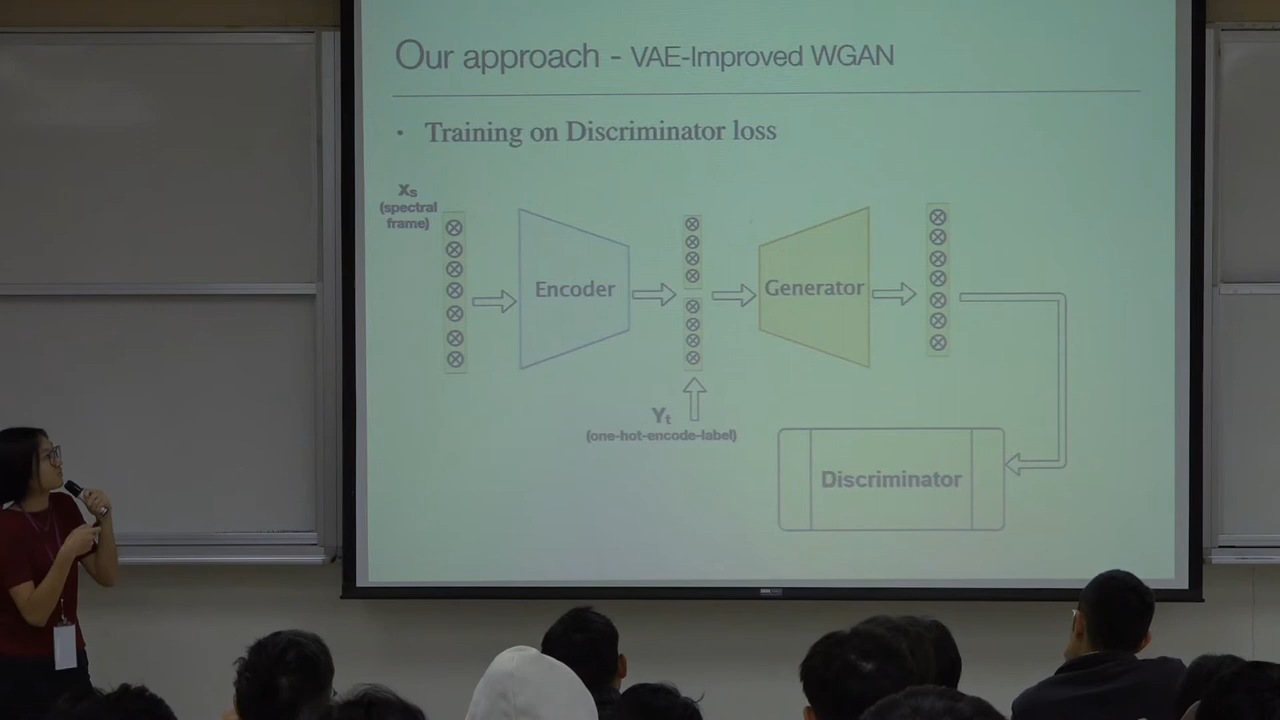 Our approach - VAE-Improved WGAN
• Training on Discriminator loss
Xs
(spectral
frame)
Encoder
Generator
Yt
(one-hot-encode-label)
Discriminator